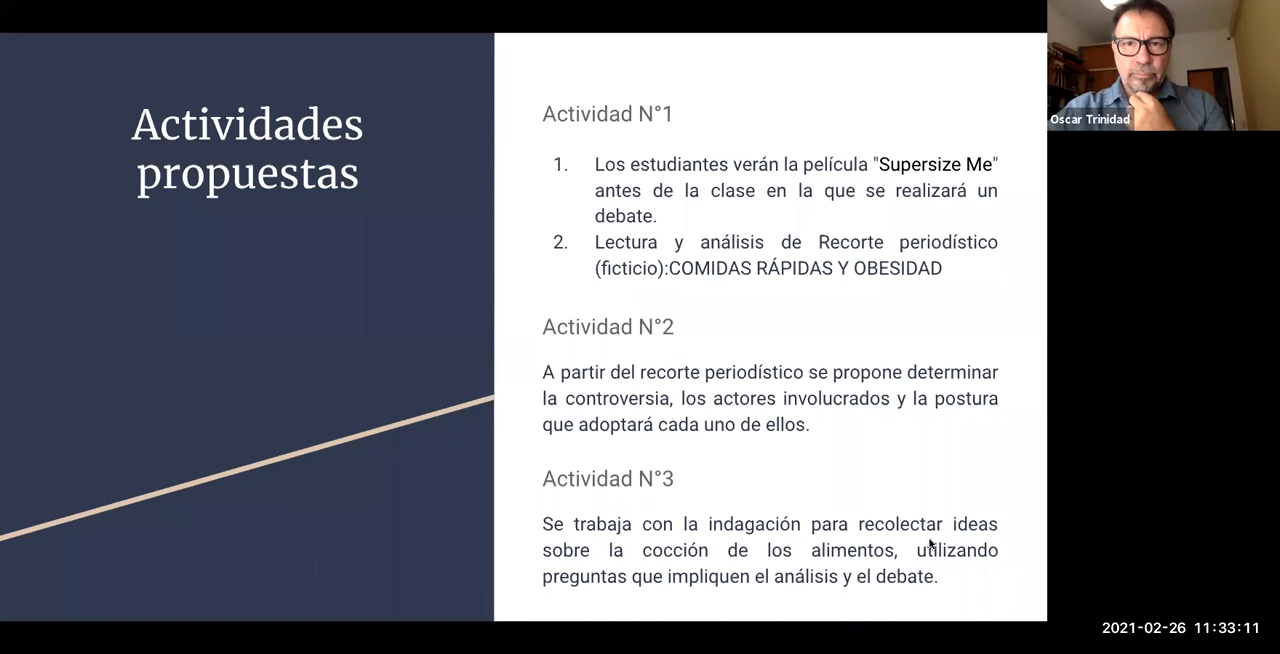 Actividades
propuestas
Actividad N°1
1. Los estudiantes verán la película "Supersize Me"
antes de la clase en la que se realizará un
debate.
2. Lectura y análisis de Recorte periodístico
(ficticio):COMIDAS RÁPIDAS Y OBESIDAD
Actividad N°2
A partir del recorte periodístico se propone determinar
la controversia, los actores involucrados y la postura
que adoptará cada uno de ellos.
Actividad N°3
Se trabaja con la indagación para recolectar ideas
sobre la cocción de los alimentos, utilizando
preguntas que impliquen el análisis y el debate.
Oscar Trinidad
2021-02-26 11:33:11